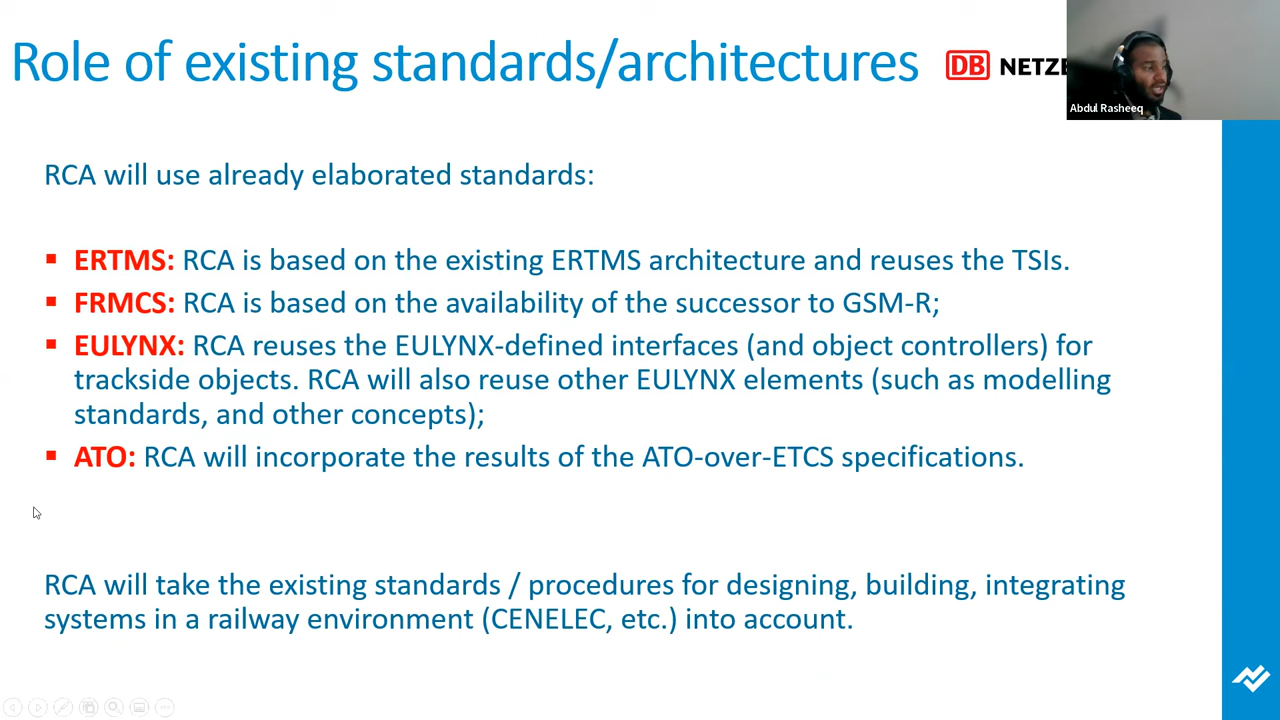 Role of existing standards/architectures
DB NETZE
Abdul Rasheeq
RCA will use already elaborated standards:
▪ ERTMS: RCA is based on the existing ERTMS architecture and reuses the TSIs.
▪ FRMCS: RCA is based on the availability of the successor to GSM-R;
▪ EULYNX: RCA reuses the EULYNX-defined interfaces (and object controllers) for
trackside objects. RCA will also reuse other EULYNX elements (such as modelling
standards, and other concepts);
▪ ATO: RCA will incorporate the results of the ATO-over-ETCS specifications.
RCA will take the existing standards / procedures for designing, building, integrating
systems in a railway environment (CENELEC, etc.) into account.